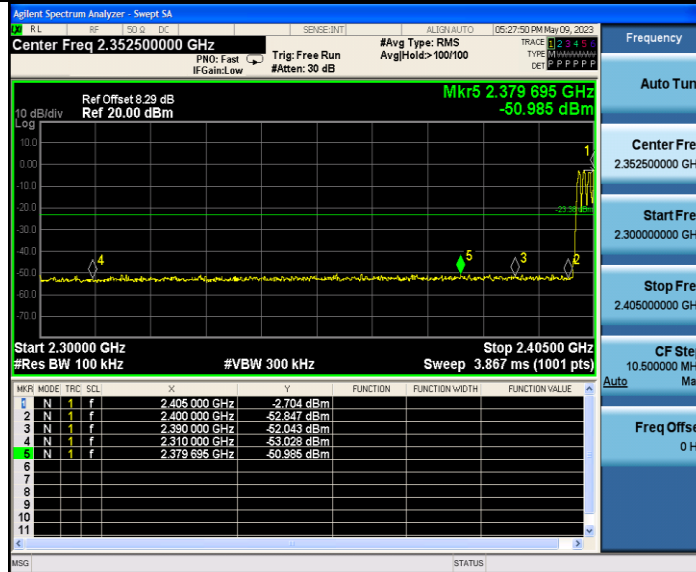 Agilent Spectrum Analyzer - Swept SA
RL RF 50 Ω DC SENSE:INT ALIGNAUTO 05:27:50 PM May 09, 2023
Center Freq 2.352500000 GHz
PNO: Fast
IFGain:Low
Trig: Free Run
#Atten: 30 dB
#Avg Type: RMS
Avg|Hold:> 100/100
TRACE 1 2 3 4 5 6
TYPE M
DET P P P P P P
Ref Offset 8.29 dB
Ref 20.00 dBm
10 dB/div
Log
Mkr5 2.379 695 GHz
-50.985 dBm
10.0
0.00
-10.0
-20.0
-30.0
-40.0
-50.0
-60.0
-70.0
1
2
3
4
5
Start 2.30000 GHz Stop 2.40500 GHz
#Res BW 100 kHz #VBW 300 kHz Sweep 3.867 ms (1001 pts)
MKR MODE TRC SCL X Y FUNCTION FUNCTION WIDTH FUNCTION VALUE
1 N 1 f 2.405 000 GHz -2.704 dBm
2 N 1 f 2.400 000 GHz -52.847 dBm
3 N 1 f 2.390 000 GHz -52.043 dBm
4 N 1 f 2.310 000 GHz -53.028 dBm
5 N 1 f 2.379 695 GHz -50.985 dBm
6
7
8
9
10
11
MSG STATUS
Frequency
Auto Tun
Center Fre
2.352500000 GH
Start Fre
2.300000000 GH
Stop Fre
2.405000000 GH
CF Ste
10.500000 MH
Auto Ma
Freq Offse
0 H